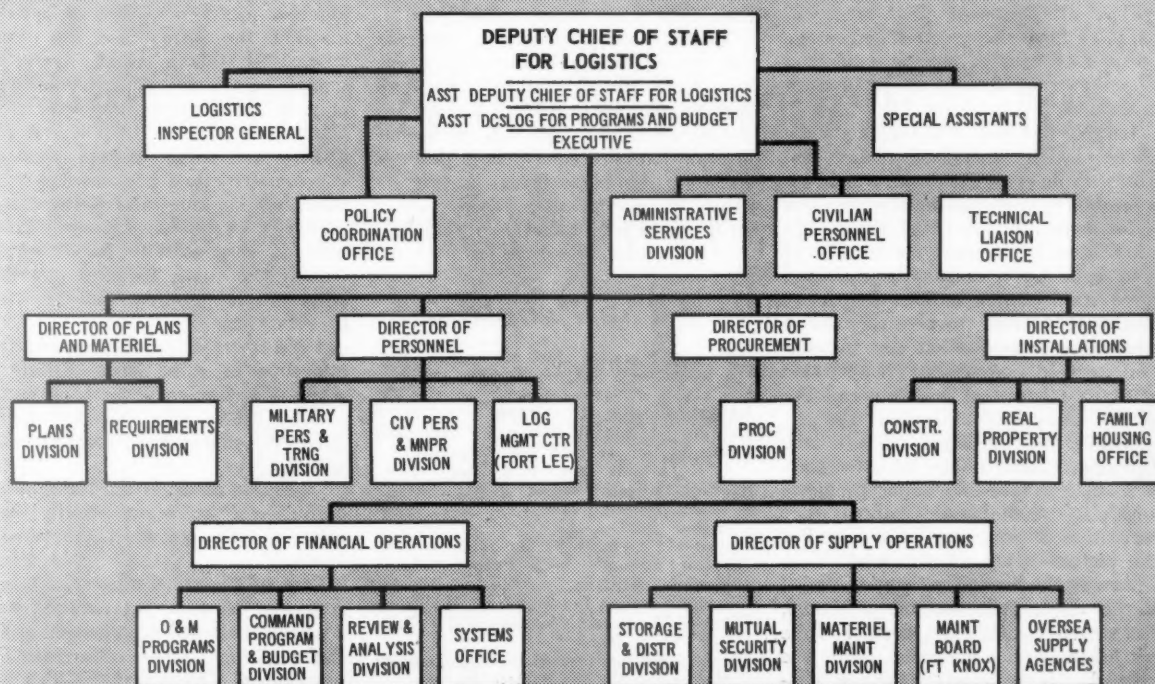 DEPUTY CHIEF OF STAFF
FOR LOGISTICS
ASST DEPUTY CHIEF OF STAFF FOR LOGISTICS
ASST DCSLOG FOR PROGRAMS AND BUDGET
EXECUTIVE
LOGISTICS
INSPECTOR GENERAL
SPECIAL ASSISTANTS
POLICY
COORDINATION
OFFICE
ADMINISTRATIVE
SERVICES
DIVISION
CIVILIAN
PERSONNEL
OFFICE
TECHNICAL
LIAISON
OFFICE
DIRECTOR OF PLANS
AND MATERIEL
DIRECTOR OF
PERSONNEL
DIRECTOR OF
PROCUREMENT
DIRECTOR OF
INSTALLATIONS
PLANS
DIVISION
REQUIREMENTS
DIVISION
MILITARY
PERS &
TRNG
DIVISION
CIV PERS
& MNPR
DIVISION
LOG
MGMT CTR
(FORT LEE)
PROC
DIVISION
CONSTR.
DIVISION
REAL
PROPERTY
DIVISION
FAMILY
HOUSING
OFFICE
DIRECTOR OF FINANCIAL OPERATIONS
DIRECTOR OF SUPPLY OPERATIONS
O & M
PROGRAMS
DIVISION
COMMAND
PROGRAM
& BUDGET
DIVISION
REVIEW &
ANALYSIS
DIVISION
SYSTEMS
OFFICE
STORAGE
& DISTR
DIVISION
MUTUAL
SECURITY
DIVISION
MATERIEL
MAINT
DIVISION
MAINT
BOARD
(FT KNOX)
OVERSEA
SUPPLY
AGENCIES